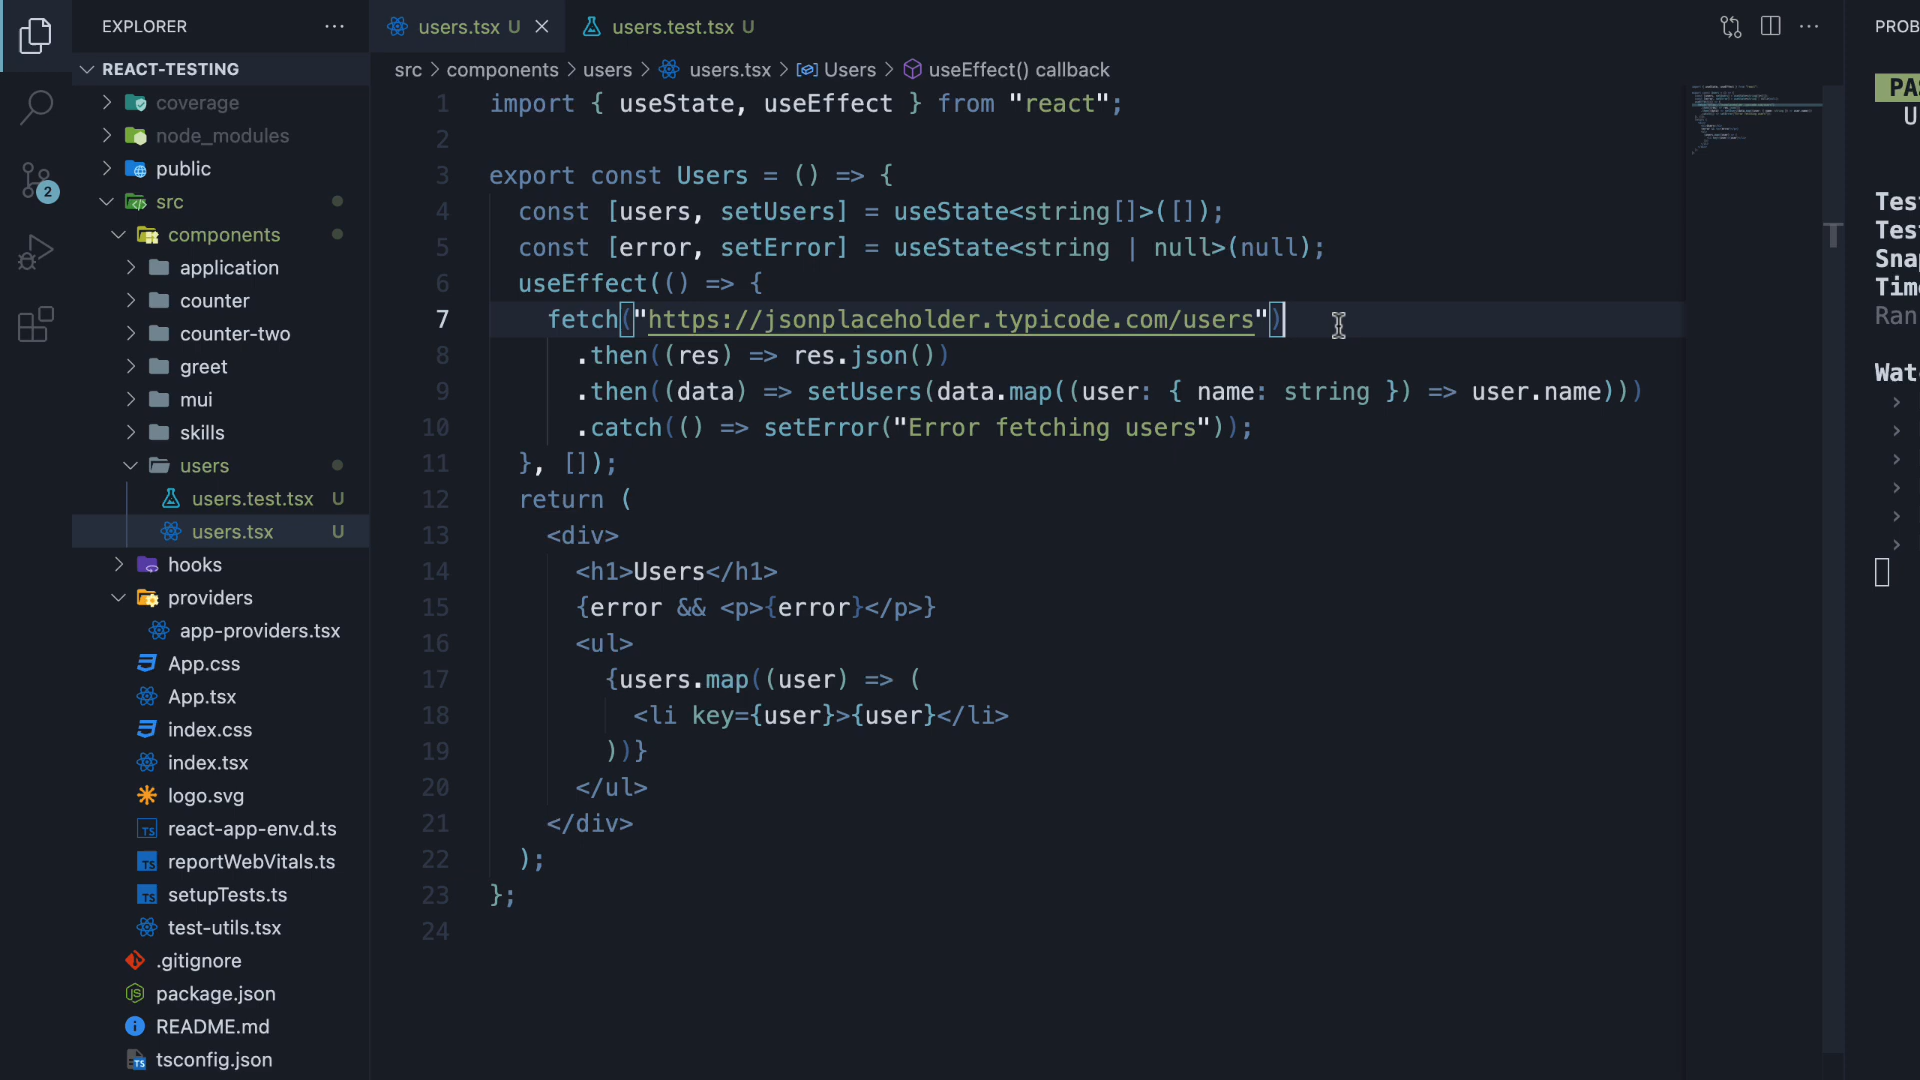 EXPLORER
REACT-TESTING
coverage
node_modules
public
src
components
application
counter
counter-two
greet
mui
skills
users
users.test.tsx U
users.tsx U
hooks
providers
app-providers.tsx
App.css
App.tsx
index.css
index.tsx
logo.svg
react-app-env.d.ts
reportWebVitals.ts
setupTests.ts
test-utils.tsx
.gitignore
package.json
README.md
tsconfig.json
2
users.tsx U
users.test.tsx U
src > components > users > users.tsx > Users > useEffect() callback
1 import { useState, useEffect } from "react";
2
3 export const Users = () => {
4 const [users, setUsers] = useState<string[]>([]);
5 const [error, setError] = useState<string | null>(null);
6 useEffect(() => {
7 fetch("https://jsonplaceholder.typicode.com/users")
8 .then((res) => res.json())
9 .then((data) => setUsers(data.map((user: { name: string }) => user.name)))
10 .catch(() => setError("Error fetching users"));
11 }, []);
12 return (
13 <div>
14 <h1>Users</h1>
15 {error && <p>{error}</p>}
16 <ul>
17 {users.map((user) => (
18 <li key={user}>{user}</li>
19 ))}
20 </ul>
21 </div>
22 );
23 };
24
PROB
PAS
U
Tes
Tes
Sna
Tim
Ran
Wat
>
>
>
>
>
>